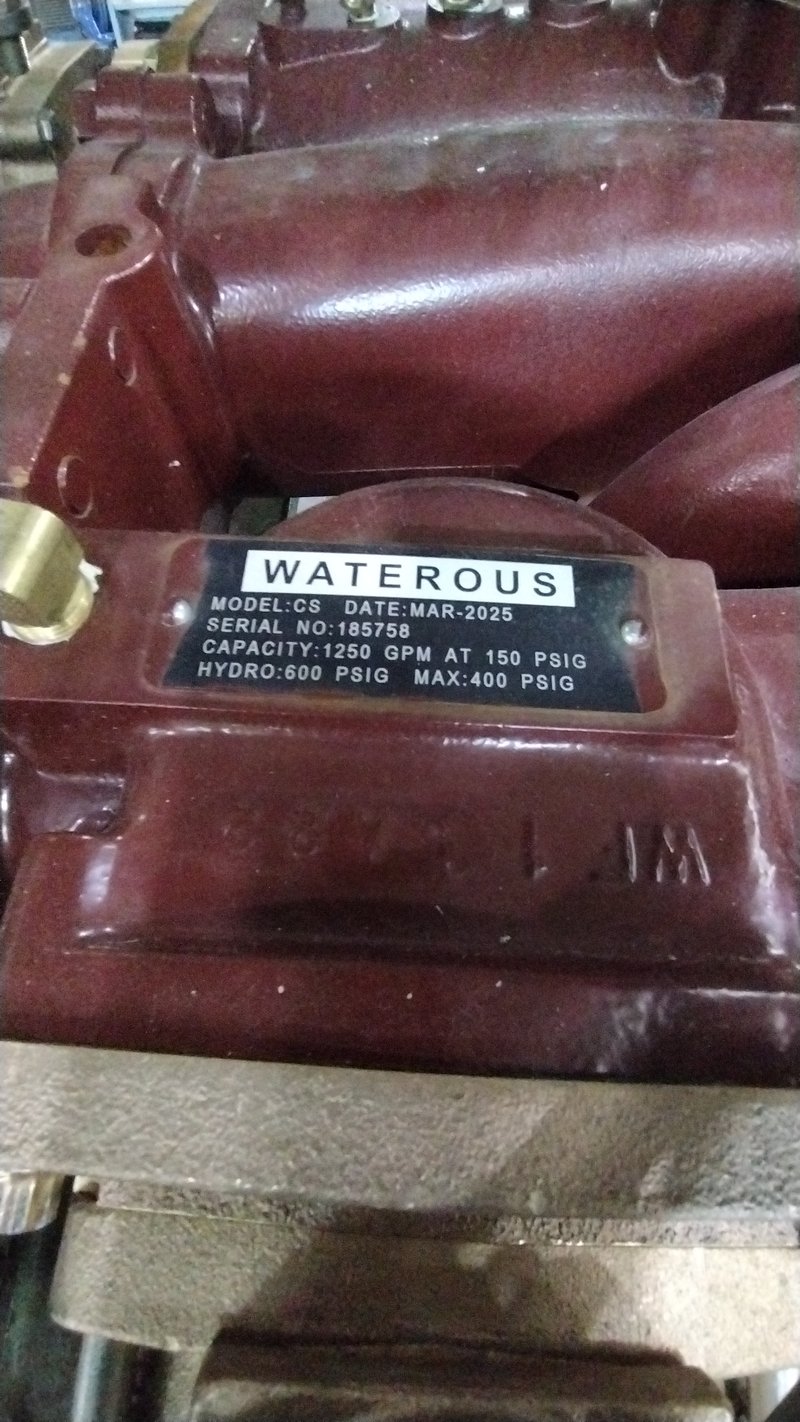 WATEROUS
MODEL:CS DATE:MAR-2025
SERIAL NO:185758
CAPACITY:1250 GPM AT 150 PSIG
HYDRO:600 PSIG MAX:400 PSIG